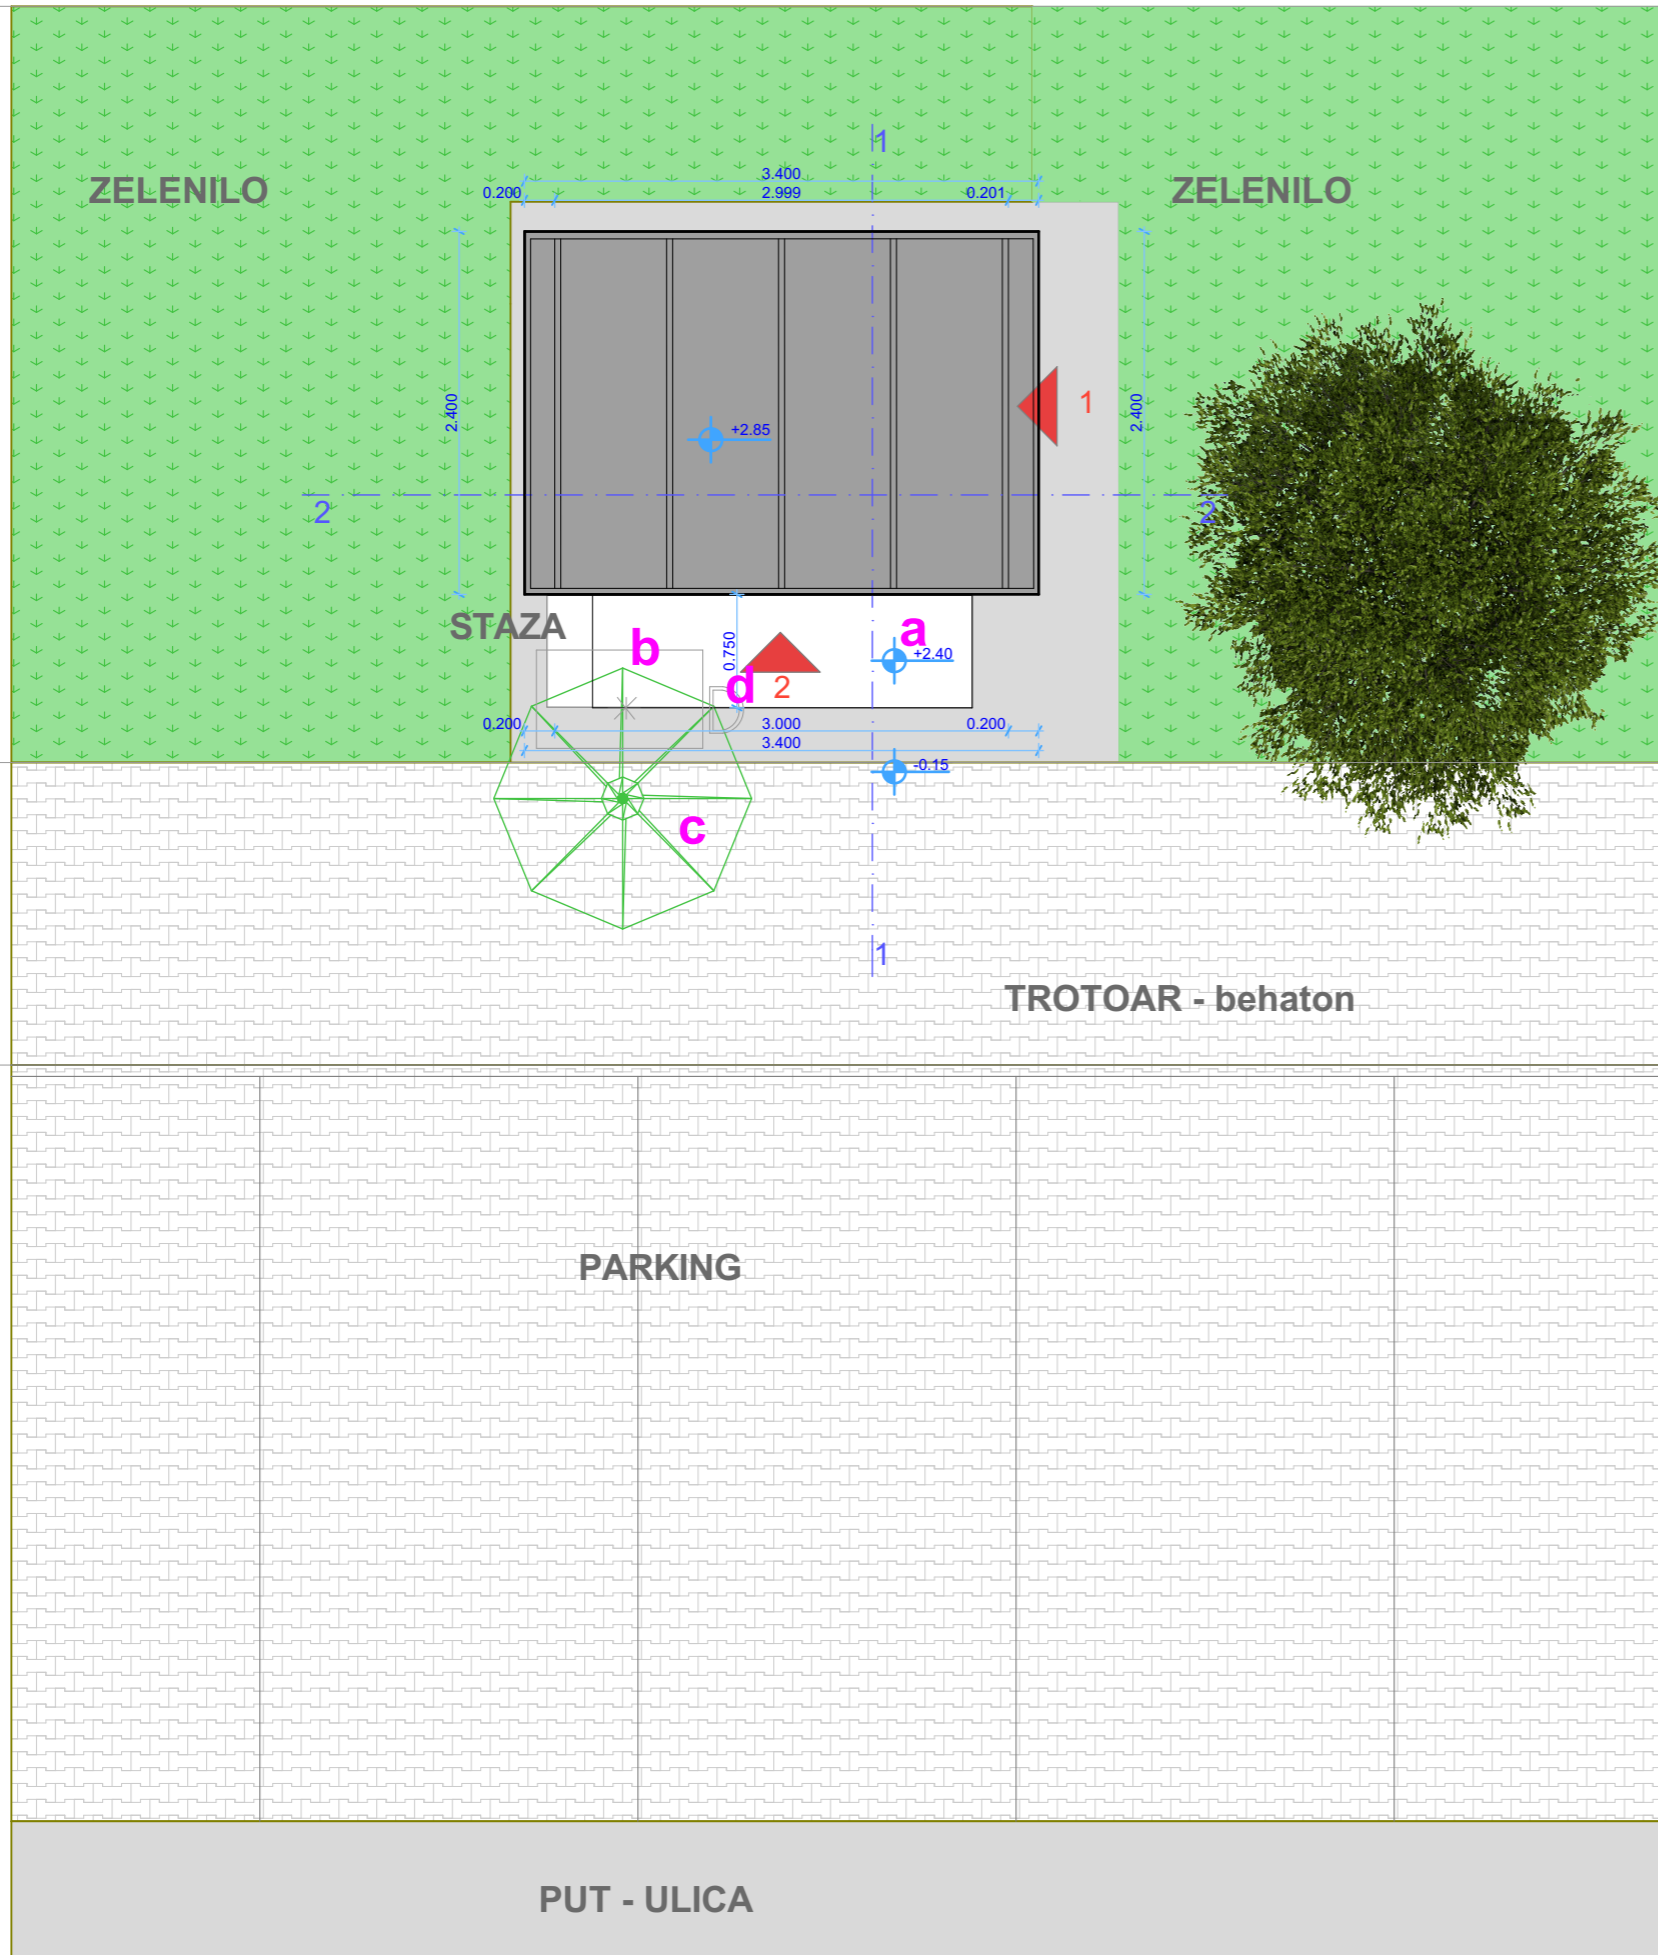 1
3.400
0.200 2.999 0.201
ZELENILO ZELENILO
2.400 2.400
1
+2.85
2 2
STAZA
b 0.750 a
+2.40
d 2
0.200 3.000 0.200
3.400
-0.15
c
1
TROTOAR - behaton
PARKING
PUT - ULICA